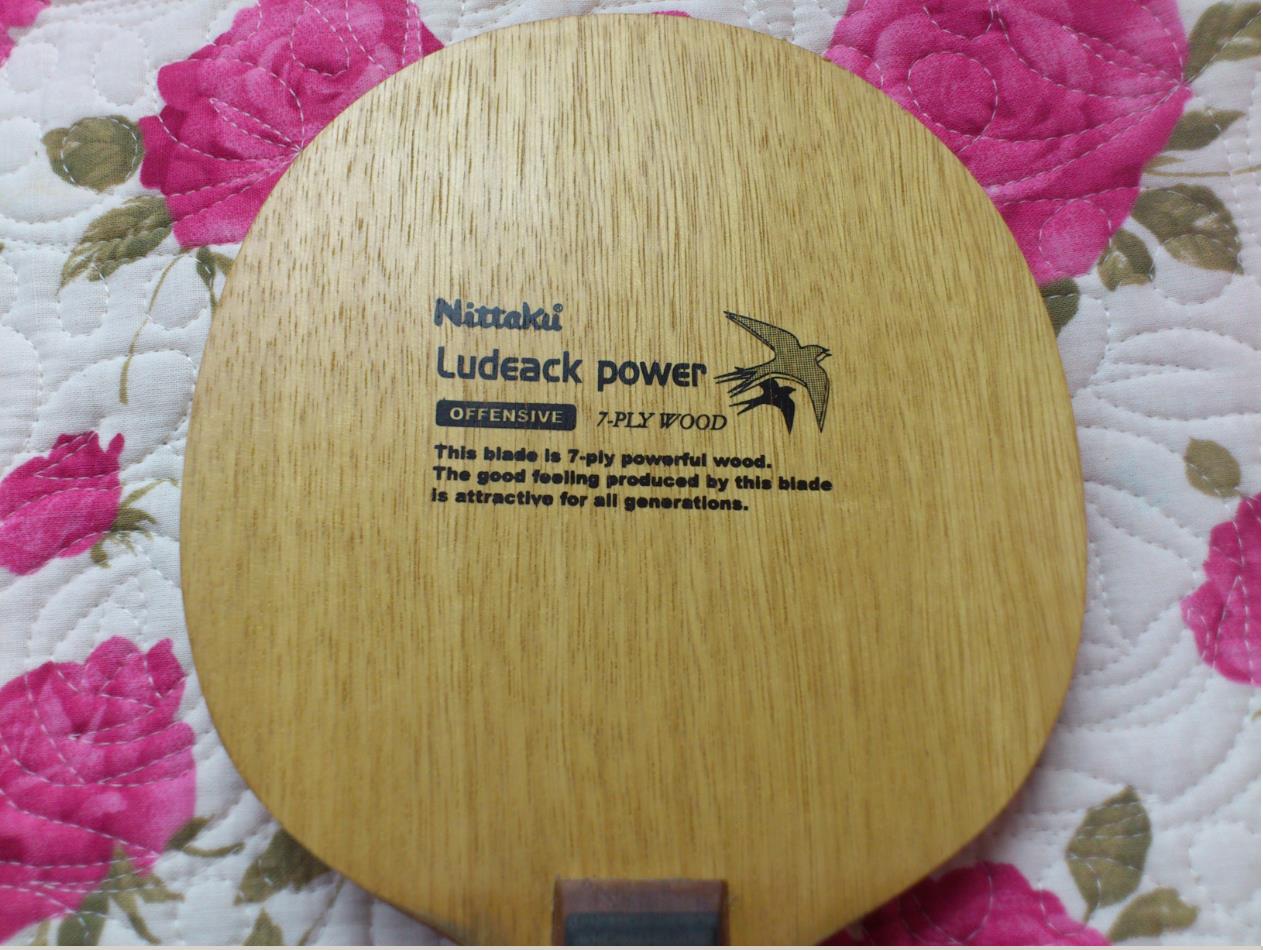 Nittaku®
Ludeack power
OFFENSIVE 7-PLY WOOD
This blade is 7-ply powerful wood.
The good feeling produced by this blade
is attractive for all generations.